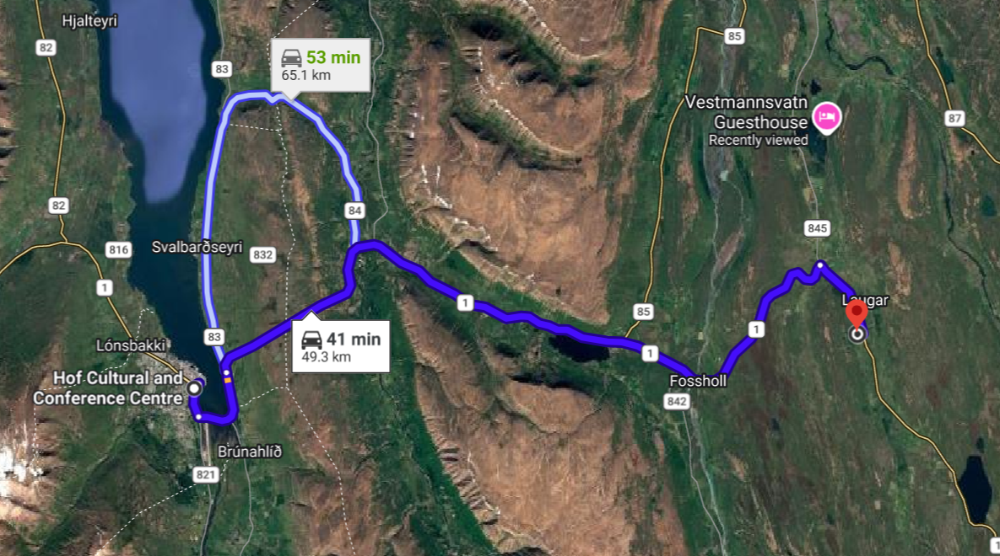 Hjalteyri
82
83
53 min
65.1 km
85
Vestmannsvatn
Guesthouse
Recently viewed
87
82
84
845
816
Svalbarðseyri
832
1
1
85
Laugar
83
41 min
49.3 km
1
1
Lónsbakki
Hof Cultural and
Conference Centre
Fossholl
842
Brúnahlíð
821
1